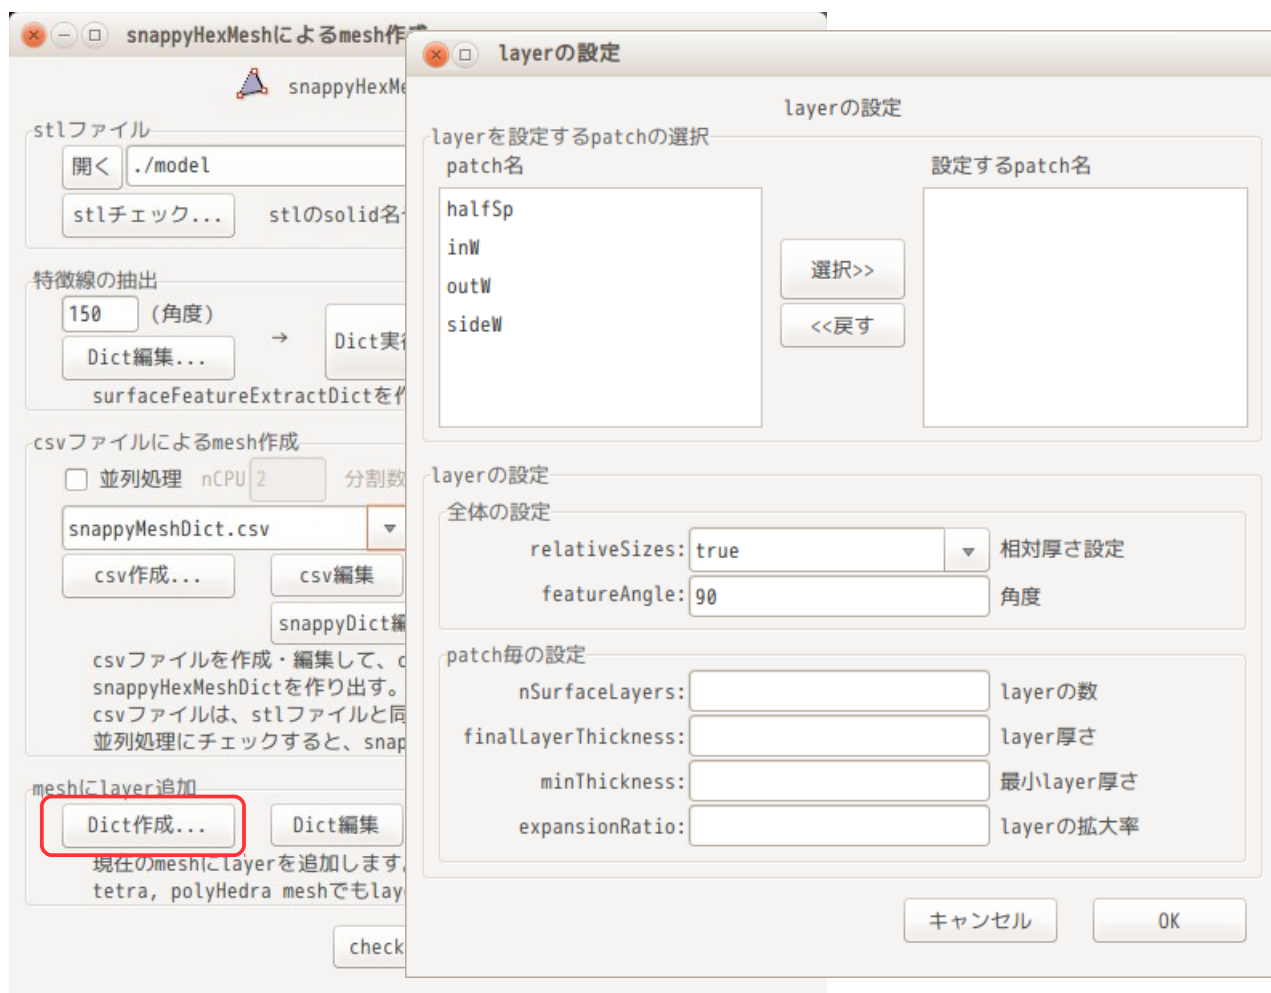 snappyHexMeshによるmesh作成
snappyHexMe
stlファイル
開く ./model
stlチェック... stlのsolid名
特徴線の抽出
150 (角度)
→ Dict実
Dict編集...
surfaceFeatureExtractDictを
csvファイルによるmesh作成
並列処理 nCPU 2 分割数
snappyMeshDict.csv
csv作成... csv編集
snappyDict編
csvファイルを作成・編集して、c
snappyHexMeshDictを作り出す。
csvファイルは、stlファイルと同
並列処理にチェックすると、snap
meshにlayer追加
Dict作成... Dict編集
現在のmeshにlayerを追加します。
tetra, polyHedra meshでもlay
check
layerの設定
layerの設定
layerを設定するpatchの選択
patch名 設定するpatch名
halfSp
inW
outW
sideW
選択>>
<<戻す
layerの設定
全体の設定
relativeSizes: true 相対厚さ設定
featureAngle: 90 角度
patch毎の設定
nSurfaceLayers: layerの数
finalLayerThickness: layer厚さ
minThickness: 最小layer厚さ
expansionRatio: layerの拡大率
キャンセル OK